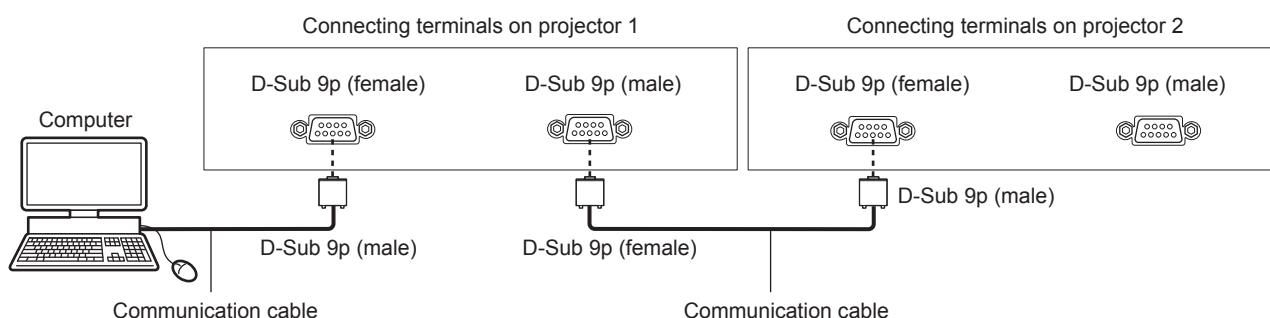 Connecting terminals on projector 1
Connecting terminals on projector 2
D-Sub 9p (female)
D-Sub 9p (male)
D-Sub 9p (female)
D-Sub 9p (male)
Computer
D-Sub 9p (male)
D-Sub 9p (male)
D-Sub 9p (female)
Communication cable
Communication cable